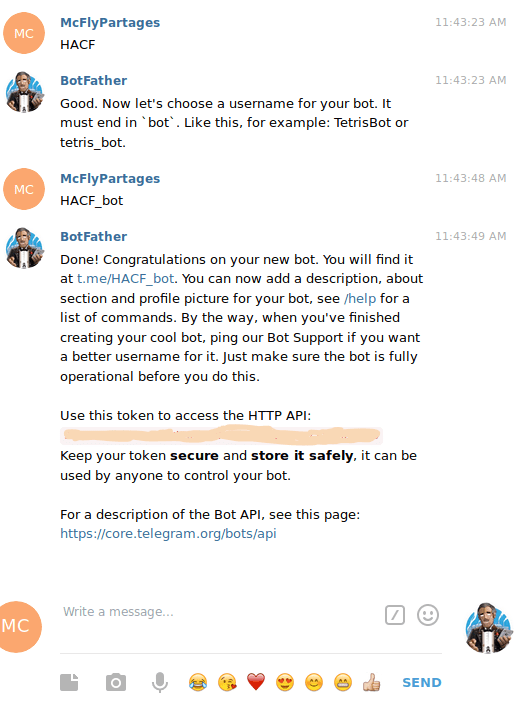 McFlyPartages 11:43:23 AM
MC
HACF
BotFather 11:43:23 AM
Good. Now let's choose a username for your bot. It
must end in `bot`. Like this, for example: TetrisBot or
tetris_bot.
McFlyPartages 11:43:48 AM
MC
HACF_bot
BotFather 11:43:49 AM
Done! Congratulations on your new bot. You will find it
at t.me/HACF_bot. You can now add a description, about
section and profile picture for your bot, see /help for a
list of commands. By the way, when you've finished
creating your cool bot, ping our Bot Support if you want
a better username for it. Just make sure the bot is fully
operational before you do this.
Use this token to access the HTTP API:
Keep your token secure and store it safely, it can be
used by anyone to control your bot.
For a description of the Bot API, see this page:
https://core.telegram.org/bots/api
Write a message...
MC
SEND